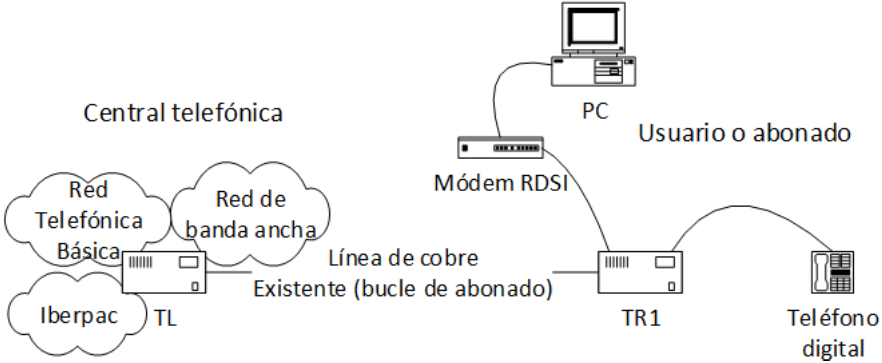 PC
Central telefónica
Usuario o abonado
Módem RDSI
Red
Telefónica
Básica
Red de
banda ancha
Línea de cobre
Existente (bucle de abonado)
Iberpac
TL
TR1
Teléfono
digital